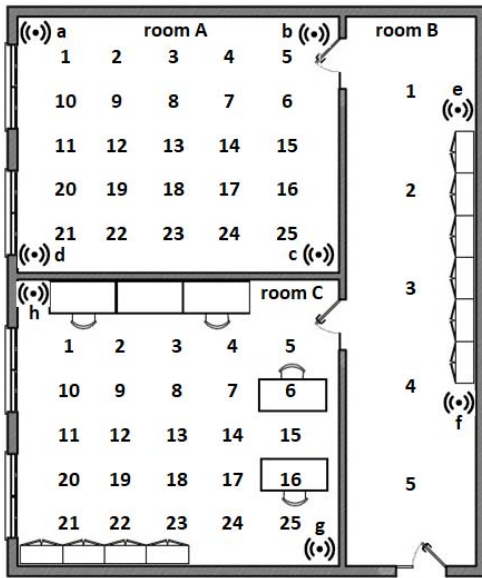 a room A b room B
1 2 3 4 5
1 e
10 9 8 7 6
11 12 13 14 15
2
20 19 18 17 16
21 22 23 24 25
d c
3
h room C
1 2 3 4 5
10 9 8 7 6
4
f
11 12 13 14 15
20 19 18 17 16
5
21 22 23 24 25
g